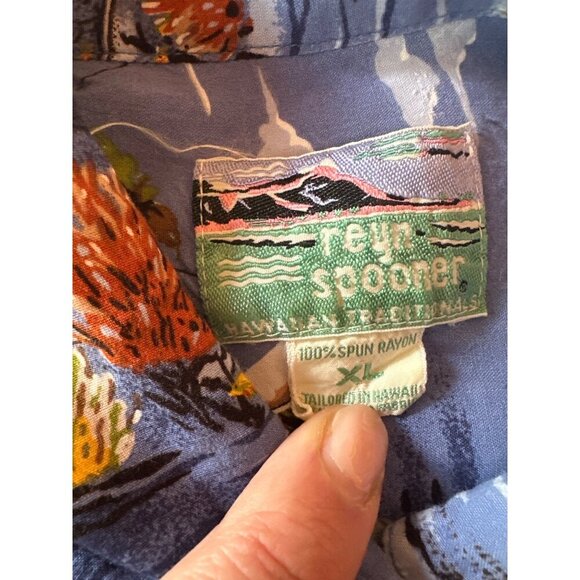 reyn
spooner®
HAWAIIAN TRADITIONALS
100% SPUN RAYON
XL
TAILORED IN HAWAII